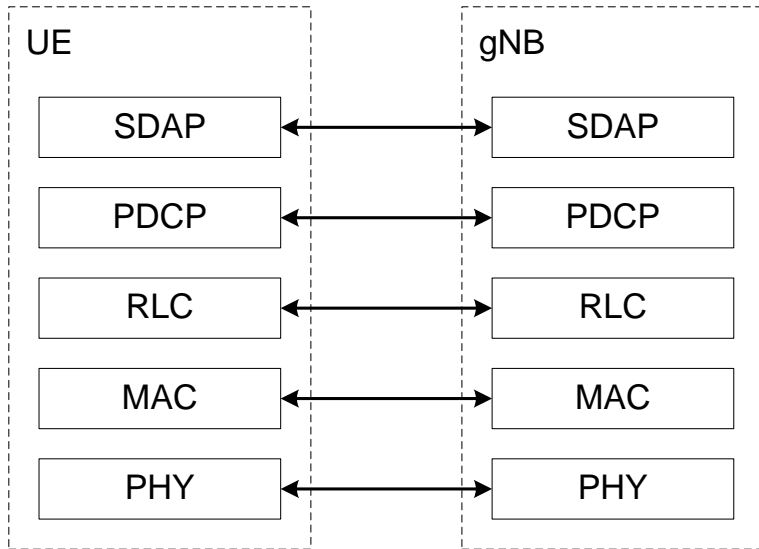 UE gNB
SDAP SDAP
PDCP PDCP
RLC RLC
MAC MAC
PHY PHY